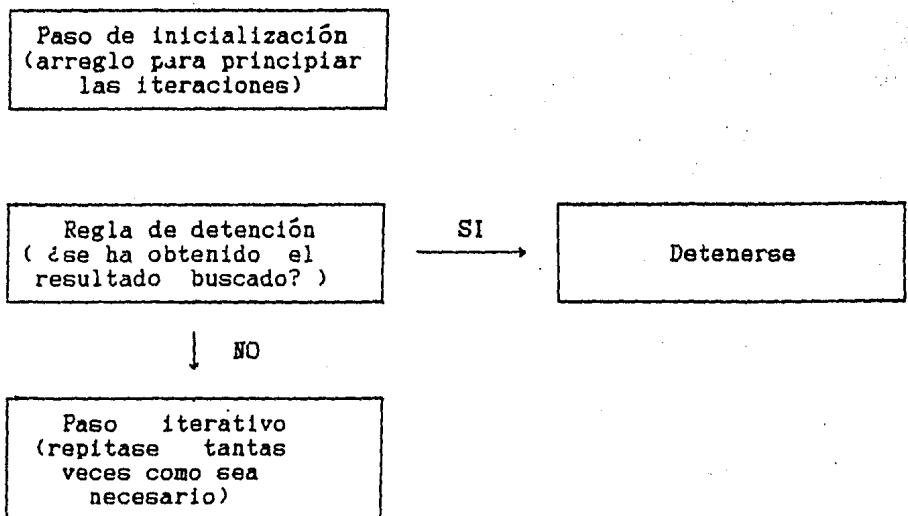 Paso de inicialización
(arreglo para principiar
las iteraciones)
Regla de detención
( ¿se ha obtenido el
resultado buscado? )
SI
Detenerse
NO
Paso iterativo
(repitase tantas
veces como sea
necesario)